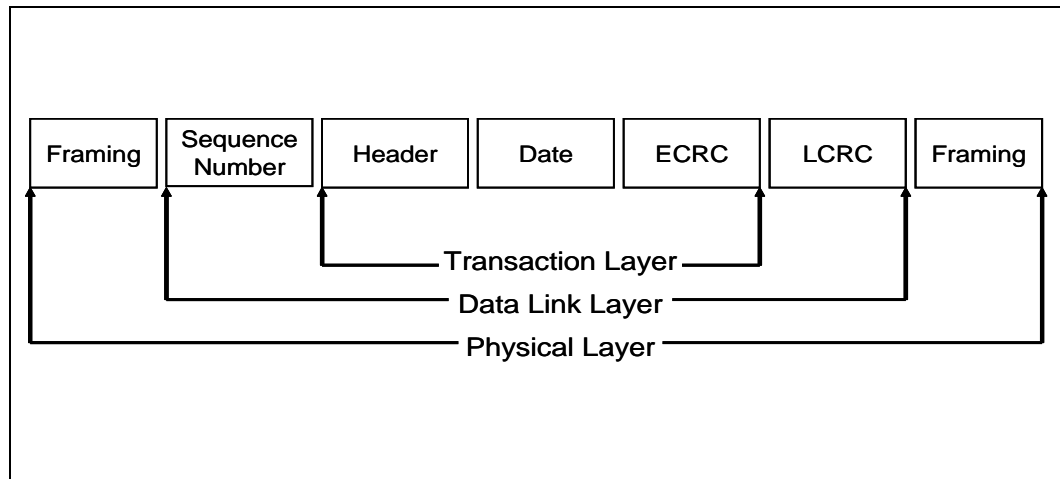 Framing
Sequence
Number
Header
Date
ECRC
LCRC
Framing
Transaction Layer
Data Link Layer
Physical Layer